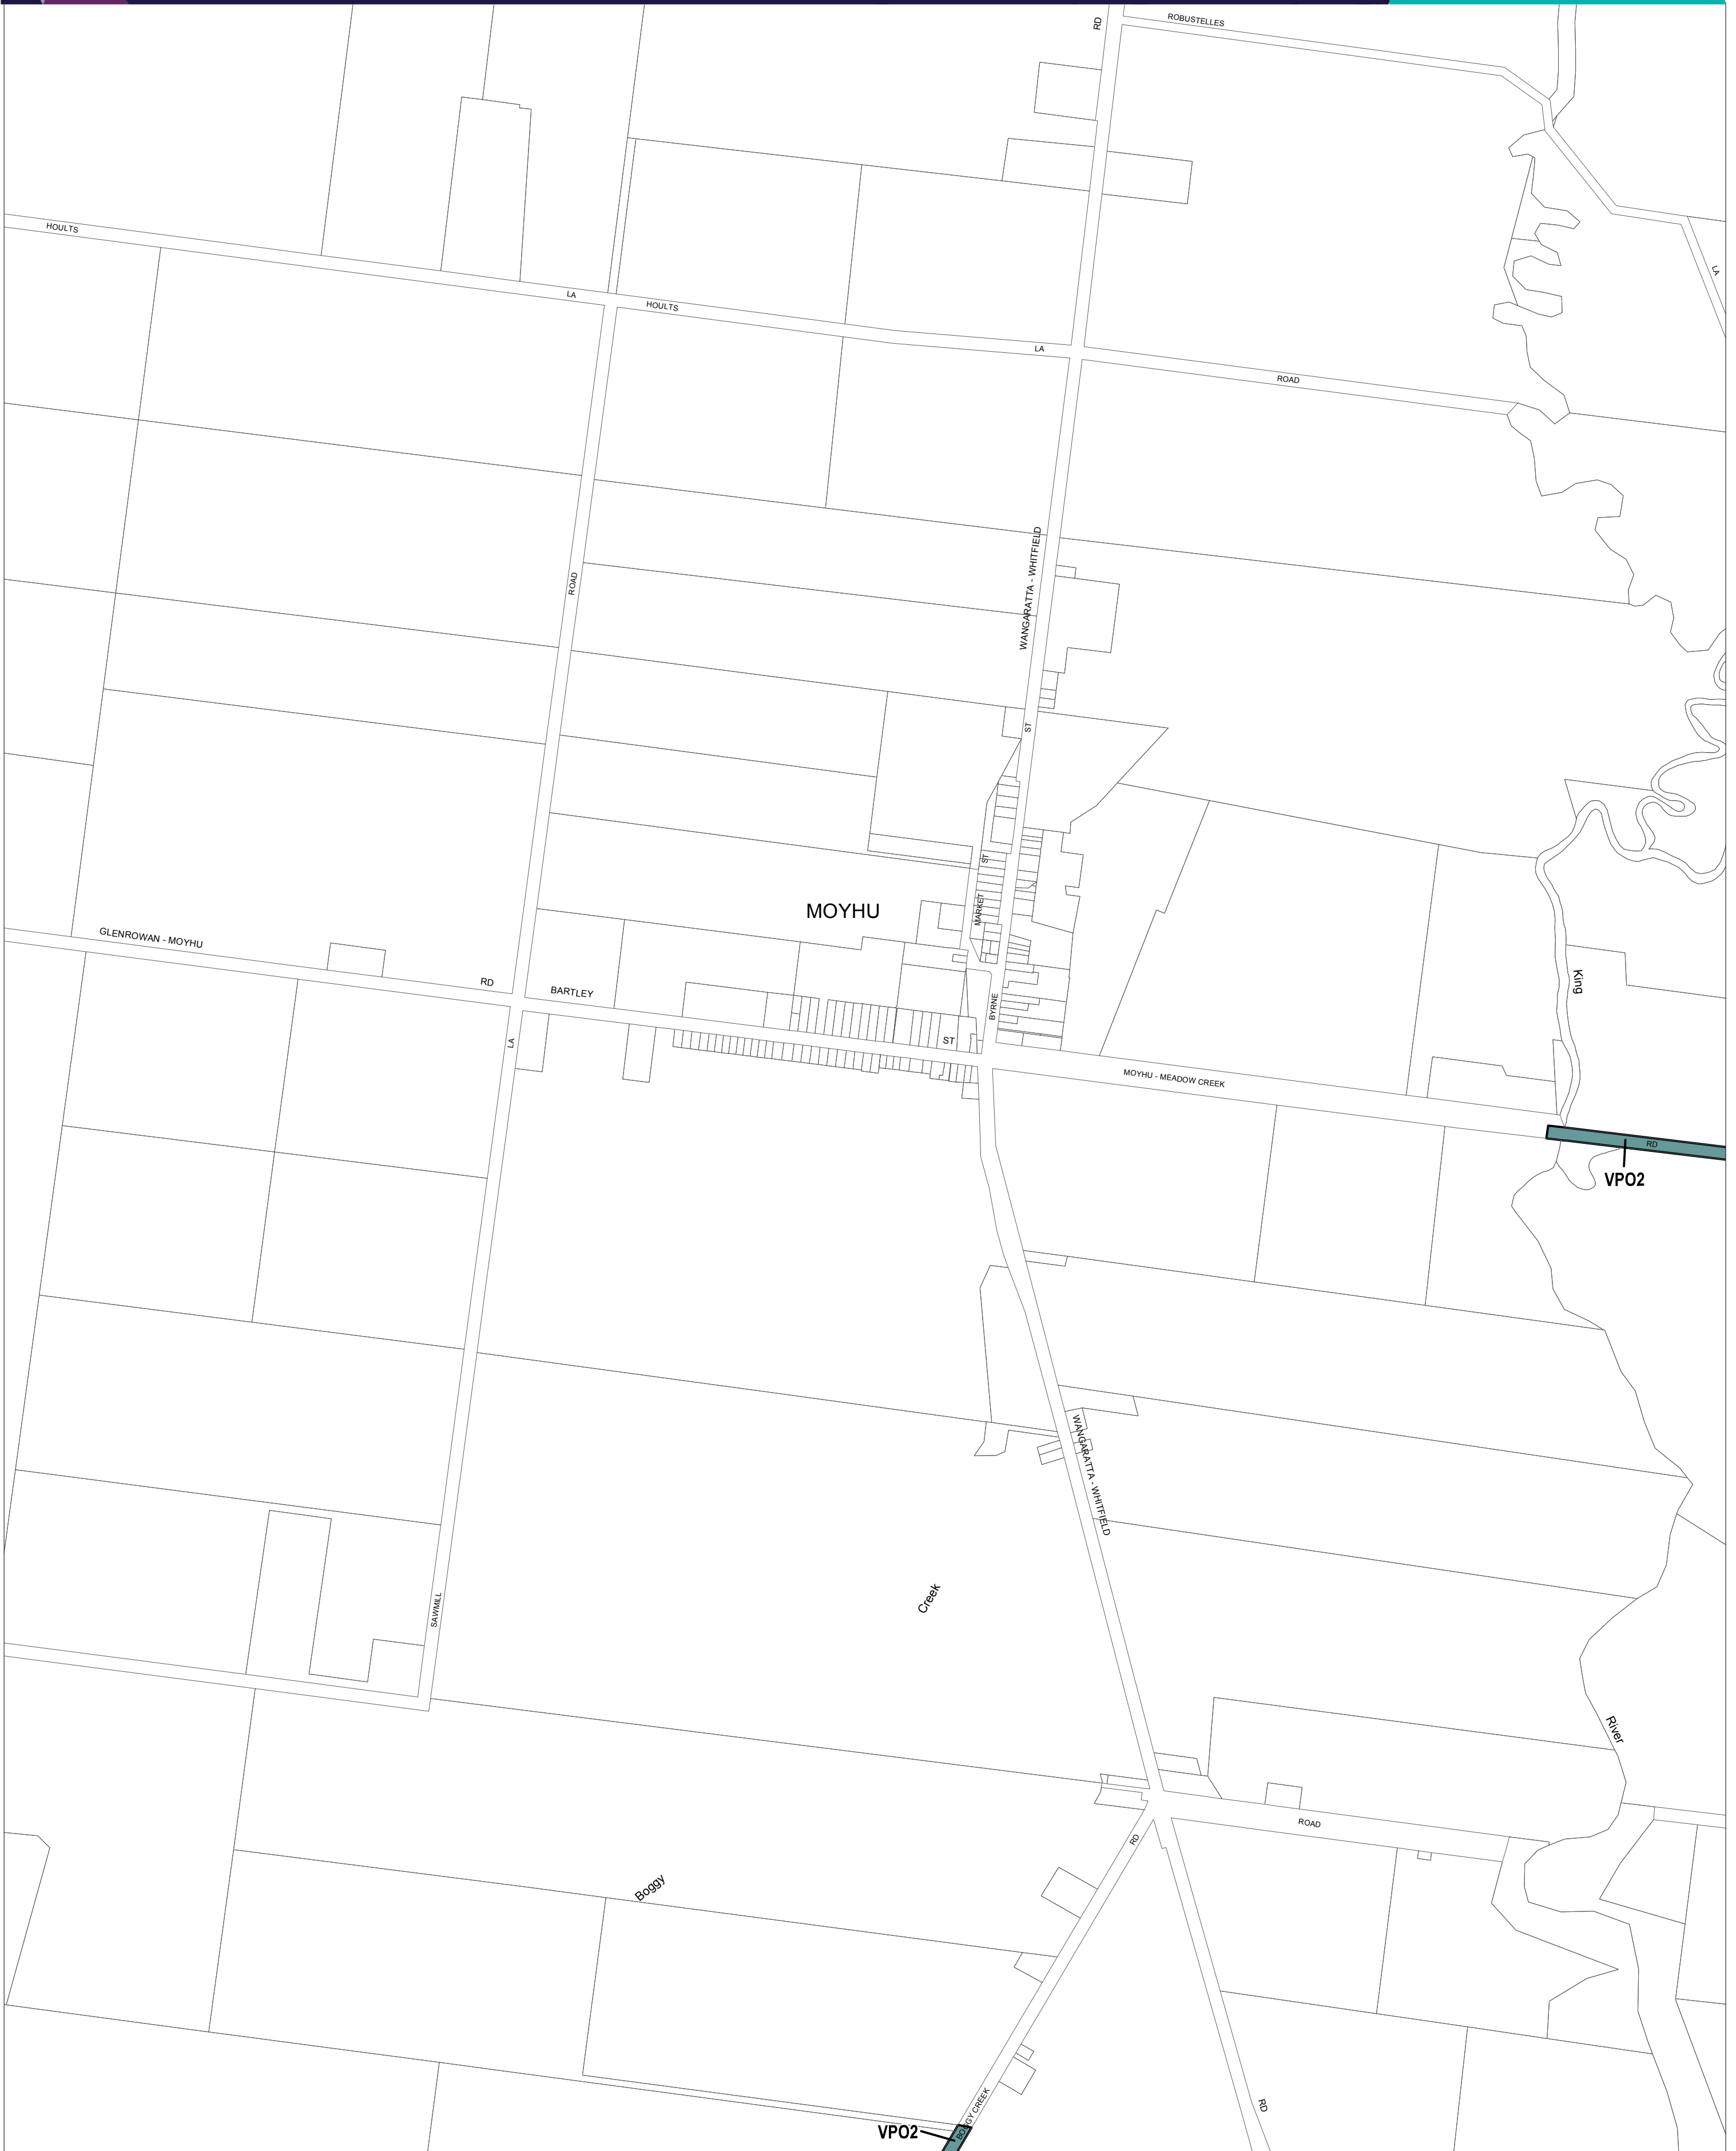 RD
ROBUSTELLES
HOULTS
LA
LA
HOULTS
LA
ROAD
WANGARATTA - WHITFIELD
ROAD
ST
ST
MARKET
MOYHU
GLENROWAN - MOYHU
King
RD
BARTLEY
BYRNE
ST
LA
MOYHU - MEADOW CREEK
RD
VPO2
WANGARATTA - WHITFIELD
Creek
SAWMILL
River
ROAD
RD
Boggy
RD
BOGGY CREEK
VPO2